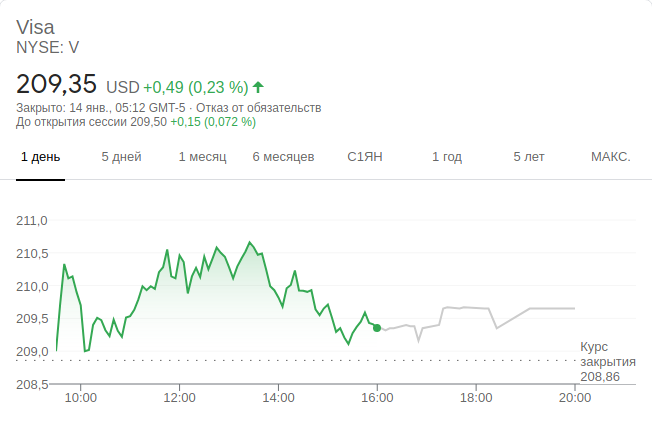 Visa
NYSE: V
209,35 USD +0,49 (0,23 %)
Закрыто: 14 янв., 05:12 GMT-5 · Отказ от обязательств
До открытия сессии 209,50 +0,15 (0,072 %)
1 день 5 дней 1 месяц 6 месяцев С1ЯН 1 год 5 лет МАКС.
211,0
210,5
210,0
209,5
209,0
208,5
Курс
закрытия
208,86
10:00 12:00 14:00 16:00 18:00 20:00